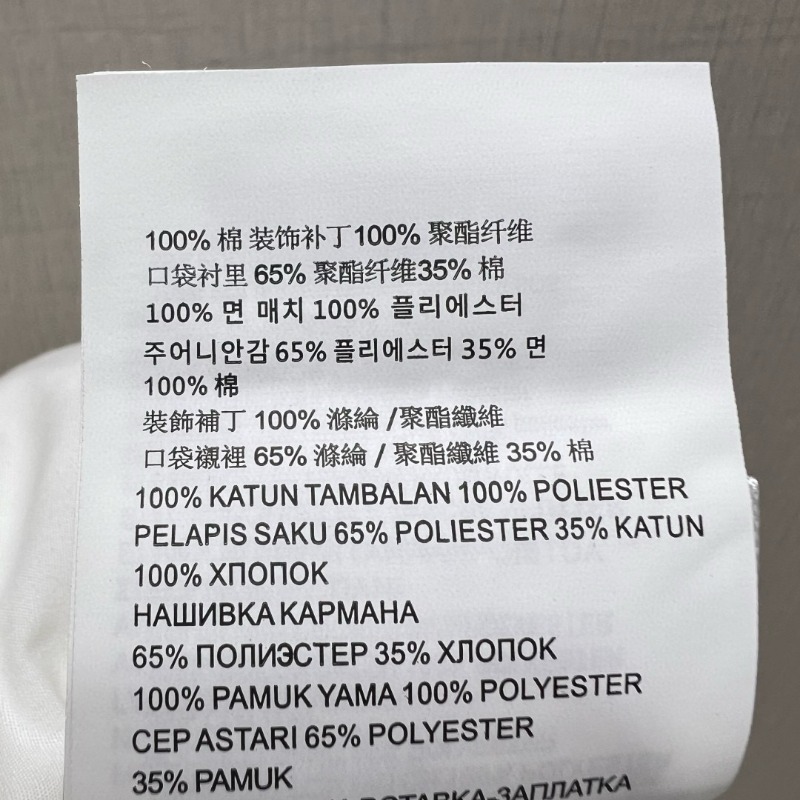 100% 棉 装饰补丁100% 聚酯纤维
口袋衬里 65% 聚酯纤维35% 棉
100% 면 매치 100% 플리에스터
주어니안감 65% 플리에스터 35% 면
100% 棉
裝飾補丁 100% 滌綸 /聚酯纖維
口袋襯裡 65% 滌綸 / 聚酯纖維 35% 棉
100% KATUN TAMBALAN 100% POLIESTER
PELAPIS SAKU 65% POLIESTER 35% KATUN
100% ХПОПОК
НАШИВКА КАРМАНА
65% ПОЛИЭСТЕР 35% ХЛОПОК
100% PAMUK YAMA 100% POLYESTER
CEP ASTARI 65% POLYESTER
35% PAMUK
ВСТАВКА-ЗАПЛАТКА